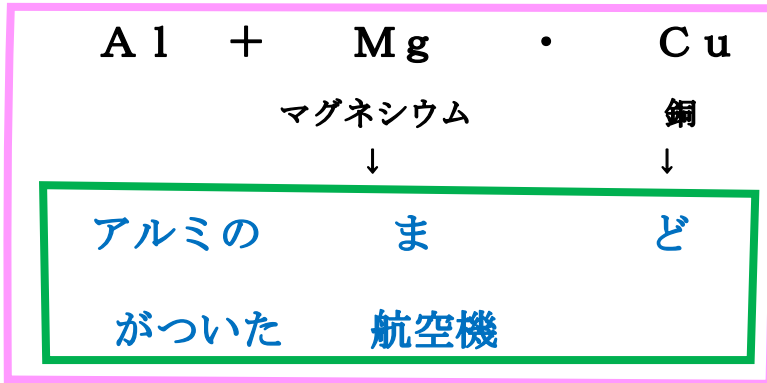 Ａｌ ＋ Ｍｇ ・ Ｃｕ
マグネシウム 銅
↓ ↓
アルミの ま ど
がついた 航空機